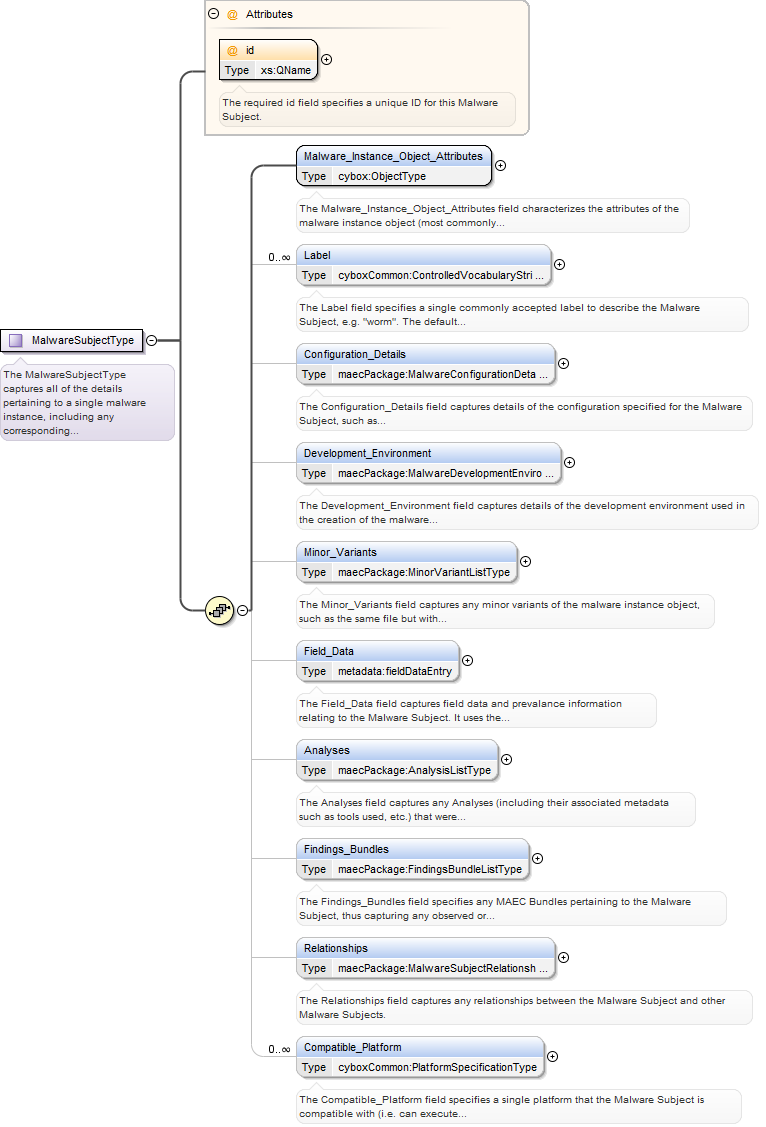 Attributes
@ id
Type xs:QName
The required id field specifies a unique ID for this Malware
Subject.
Malware_Instance_Object_Attributes
Type cybox:ObjectType
The Malware_Instance_Object_Attributes field characterizes the attributes of the
malware instance object (most commonly...
0..∞
Label
Type cyboxCommon:ControlledVocabularyStri ...
The Label field specifies a single commonly accepted label to describe the Malware
Subject, e.g. "worm". The default...
MalwareSubjectType
The MalwareSubjectType
captures all of the details
pertaining to a single malware
instance, including any
corresponding...
Configuration_Details
Type maecPackage:MalwareConfigurationDeta ...
The Configuration_Details field captures details of the configuration specified for the Malware
Subject, such as...
Development_Environment
Type maecPackage:MalwareDevelopmentEnviro ...
The Development_Environment field captures details of the development environment used in
the creation of the malware...
Minor_Variants
Type maecPackage:MinorVariantListType
The Minor_Variants field captures any minor variants of the malware instance object,
such as the same file but with...
Field_Data
Type metadata:fieldDataEntry
The Field_Data field captures field data and prevalance information
relating to the Malware Subject. It uses the...
Analyses
Type maecPackage:AnalysisListType
The Analyses field captures any Analyses (including their associated metadata
such as tools used, etc.) that were...
Findings_Bundles
Type maecPackage:FindingsBundleListType
The Findings_Bundles field specifies any MAEC Bundles pertaining to the Malware
Subject, thus capturing any observed or...
Relationships
Type maecPackage:MalwareSubjectRelationsh ...
The Relationships field captures any relationships between the Malware Subject and other
Malware Subjects.
0..∞
Compatible_Platform
Type cyboxCommon:PlatformSpecificationType
The Compatible_Platform field specifies a single platform that the Malware Subject is
compatible with (i.e. can execute...